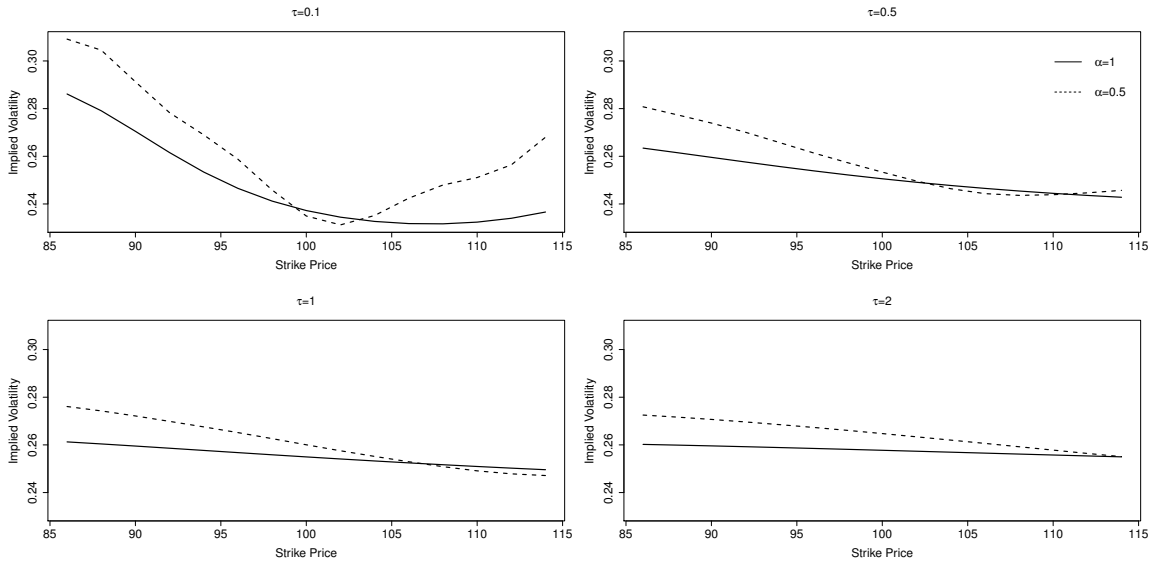 τ=0.1
Implied Volatility
0.30
0.28
0.26
0.24
85 90 95 100 105 110 115
Strike Price
τ=0.5
Implied Volatility
0.30
0.28
0.26
0.24
α=1
α=0.5
85 90 95 100 105 110 115
Strike Price
τ=1
Implied Volatility
0.30
0.28
0.26
0.24
85 90 95 100 105 110 115
Strike Price
τ=2
Implied Volatility
0.30
0.28
0.26
0.24
85 90 95 100 105 110 115
Strike Price